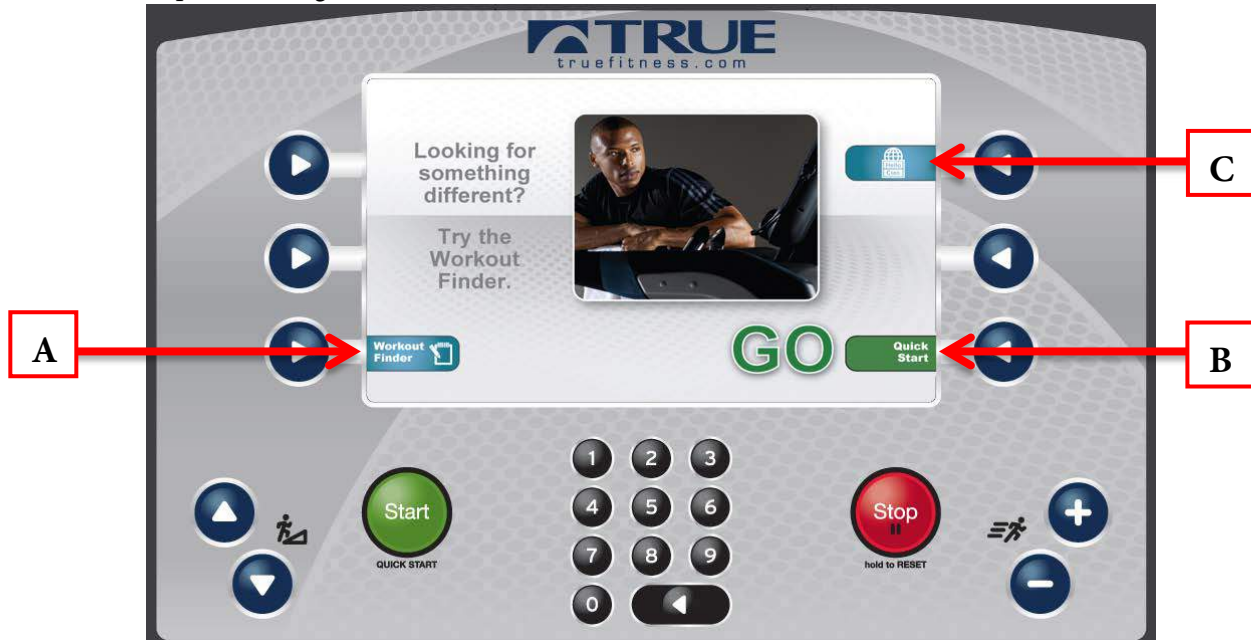 TRUE
truefitness.com
Looking for
something
different?
Try the
Workout
Finder.
C
A
Workout
Finder
GO
Quick
Start
B
1
2
3
Start
4
5
6
Stop
QUICK START
7
8
9
hold to RESET
0